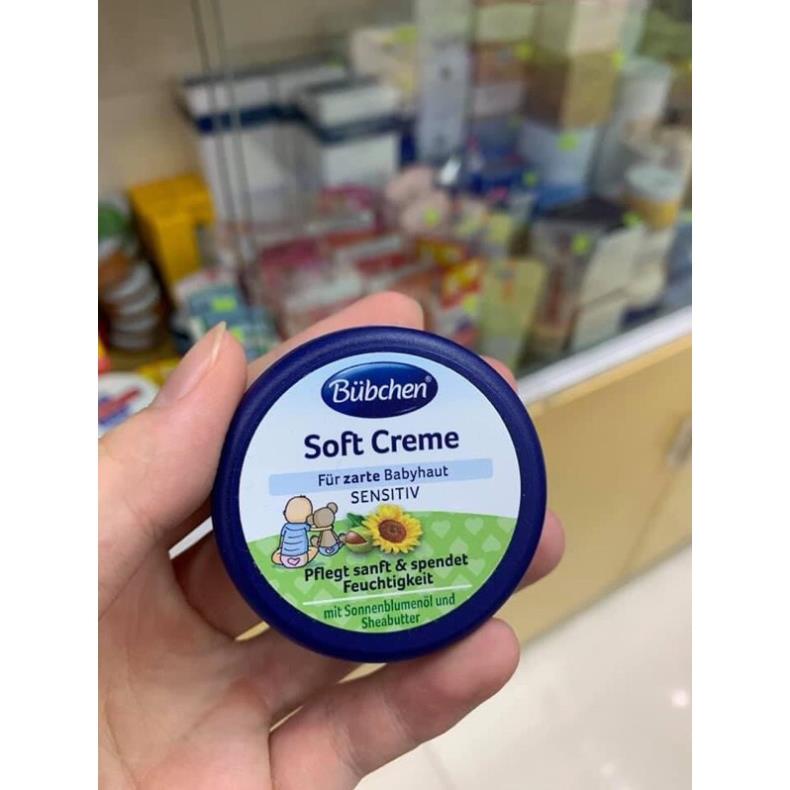 Bübchen®
Soft Creme
Für zarte Babyhaut
SENSITIV
Pflegt sanft & spendet
Feuchtigkeit
mit Sonnenblumenöl und
Sheabutter